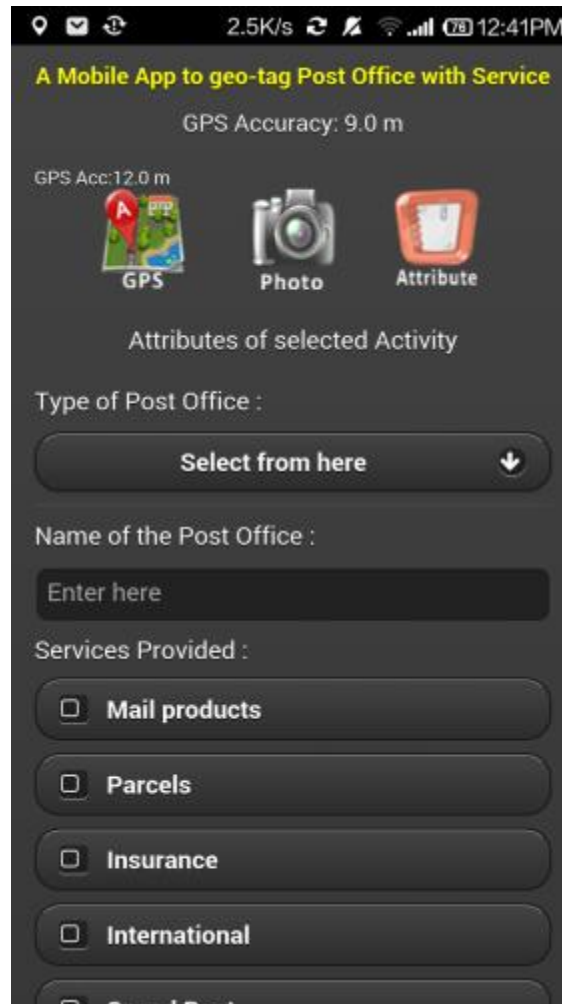 2.5K/s 78 12:41PM
A Mobile App to geo-tag Post Office with Service
GPS Accuracy: 9.0 m
GPS Acc:12.0 m
A
GPS Photo Attribute
Attributes of selected Activity
Type of Post Office :
Select from here
Name of the Post Office :
Enter here
Services Provided :
Mail products
Parcels
Insurance
International